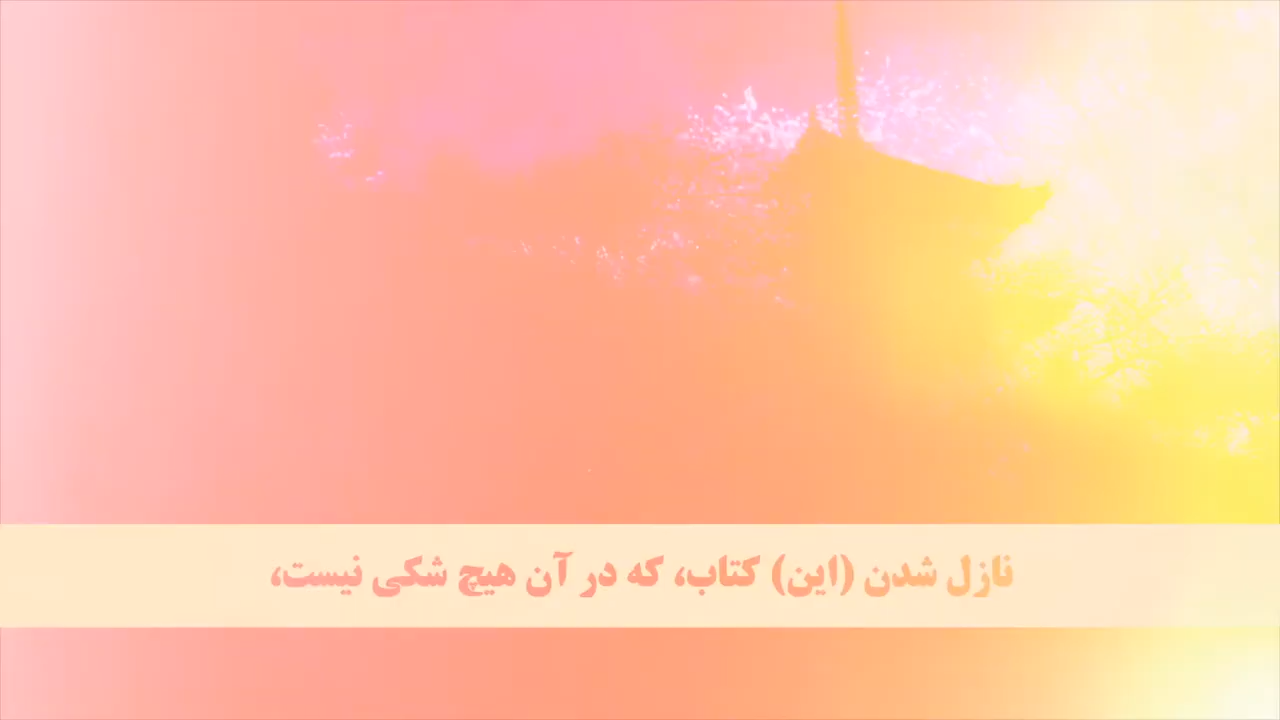 نازل شدن (این) کتاب، که در آن هیچ شکی نیست،